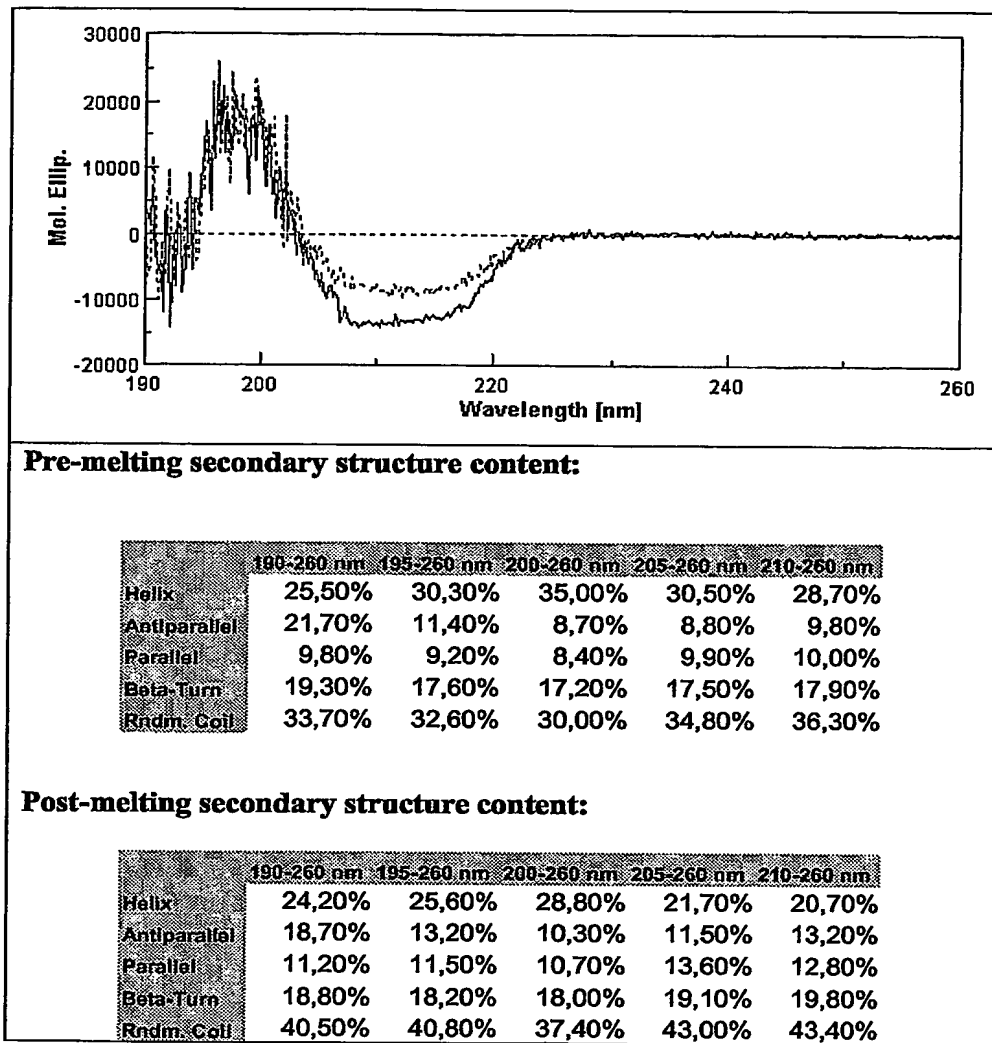 30000
20000
10000
0
-10000
-20000
Mol. Ellip.
190 200 220 240 260
Wavelength [nm]
Pre-melting secondary structure content:
190-260 nm 195-260 nm 200-260 nm 205-260 nm 210-260 nm
Helix 25,50% 30,30% 35,00% 30,50% 28,70%
Antiparallel 21,70% 11,40% 8,70% 8,80% 9,80%
Parallel 9,80% 9,20% 8,40% 9,90% 10,00%
Beta-Turn 19,30% 17,60% 17,20% 17,50% 17,90%
Rndm. Coil 33,70% 32,60% 30,00% 34,80% 36,30%
Post-melting secondary structure content:
190-260 nm 195-260 nm 200-260 nm 205-260 nm 210-260 nm
Helix 24,20% 25,60% 28,80% 21,70% 20,70%
Antiparallel 18,70% 13,20% 10,30% 11,50% 13,20%
Parallel 11,20% 11,50% 10,70% 13,60% 12,80%
Beta-Turn 18,80% 18,20% 18,00% 19,10% 19,80%
Rndm. Coil 40,50% 40,80% 37,40% 43,00% 43,40%